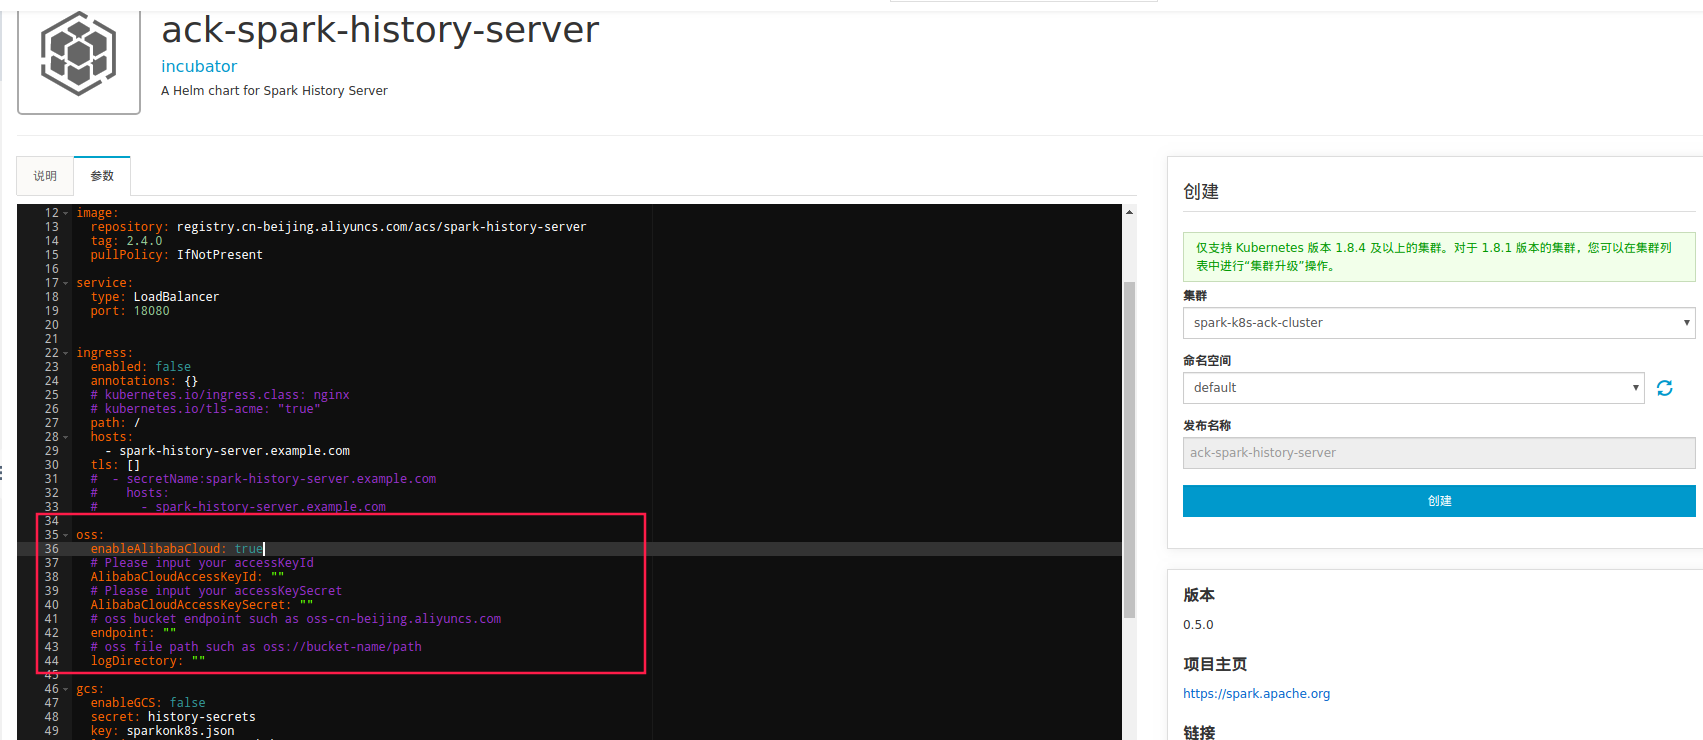 ack-spark-history-server
incubator
A Helm chart for Spark History Server
说明
参数
12 image:
13 repository: registry.cn-beijing.aliyuncs.com/acs/spark-history-server
14 tag: 2.4.0
15 pullPolicy: IfNotPresent
16
17 service:
18 type: LoadBalancer
19 port: 18080
20
21
22 ingress:
23 enabled: false
24 annotations: {}
25 # kubernetes.io/ingress.class: nginx
26 # kubernetes.io/tls-acme: "true"
27 path: /
28 hosts:
29 - spark-history-server.example.com
30 tls: []
31 # - secretName:spark-history-server.example.com
32 # hosts:
33 # - spark-history-server.example.com
34
35 oss:
36 enableAlibabaCloud: true
37 # Please input your accessKeyId
38 AlibabaCloudAccessKeyId: ""
39 # Please input your accessKeySecret
40 AlibabaCloudAccessKeySecret: ""
41 # oss bucket endpoint such as oss-cn-beijing.aliyuncs.com
42 endpoint: ""
43 # oss file path such as oss://bucket-name/path
44 logDirectory: ""
45
46 gcs:
47 enableGCS: false
48 secret: history-secrets
49 key: sparkonk8s.json
创建
仅支持 Kubernetes 版本 1.8.4 及以上的集群。对于 1.8.1 版本的集群，您可以在集群列
表中进行“集群升级”操作。
集群
spark-k8s-ack-cluster
命名空间
default
发布名称
ack-spark-history-server
创建
版本
0.5.0
项目主页
https://spark.apache.org
链接